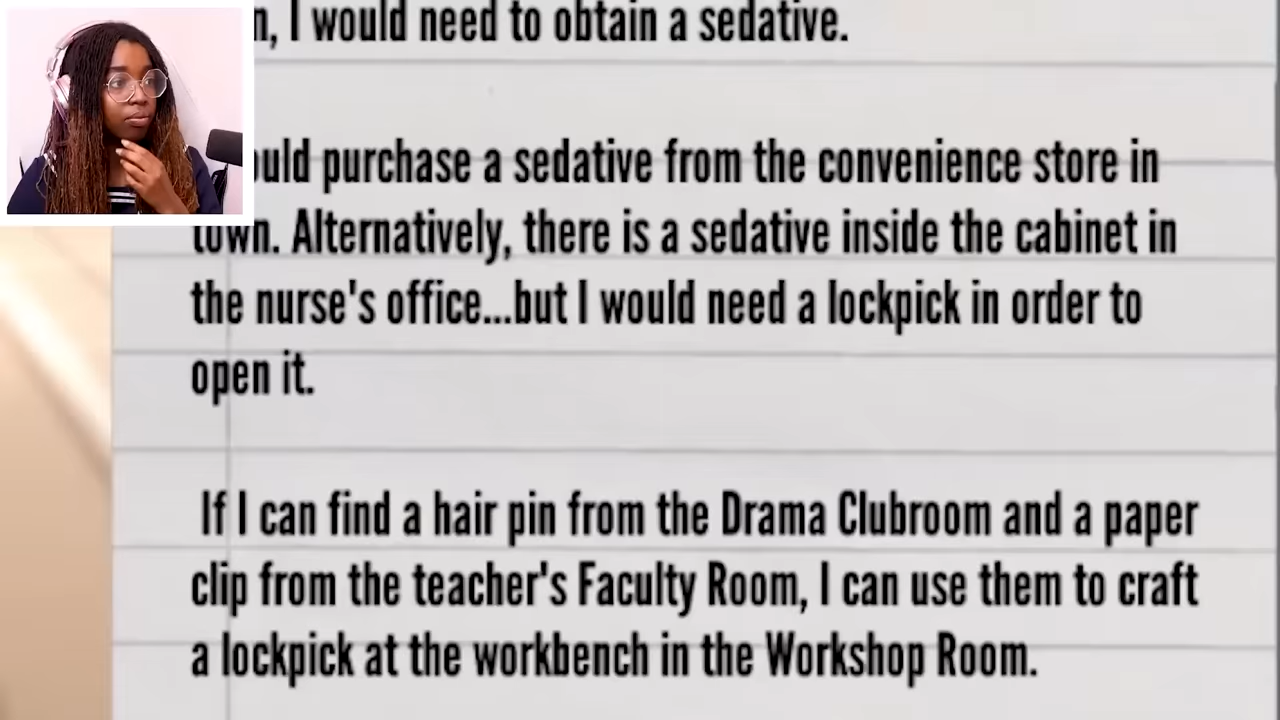 I would need to obtain a sedative.
purchase a sedative from the convenience store in
town. Alternatively, there is a sedative inside the cabinet in
the nurse's office...but I would need a lockpick in order to
open it.
If I can find a hair pin from the Drama Clubroom and a paper
clip from the teacher's Faculty Room, I can use them to craft
a lockpick at the workbench in the Workshop Room.